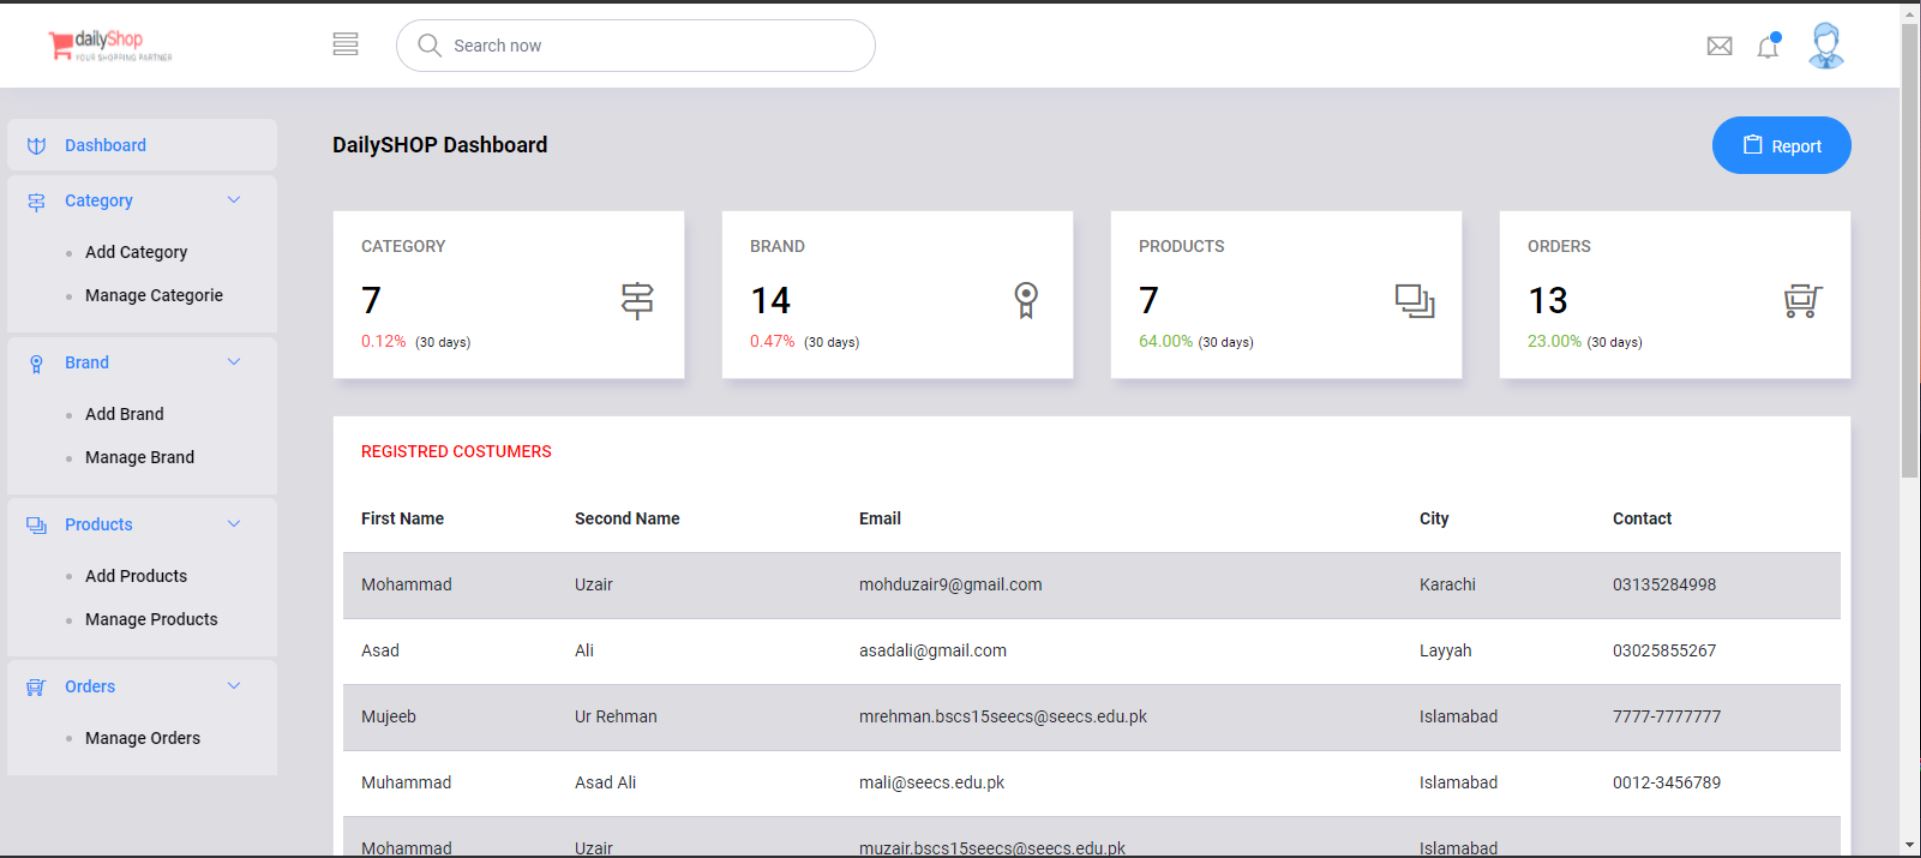 dailyShop
YOUR SHOPPING PARTNER
Search now
Dashboard
Category
Add Category
Manage Categorie
Brand
Add Brand
Manage Brand
Products
Add Products
Manage Products
Orders
Manage Orders
DailySHOP Dashboard
Report
CATEGORY
7
0.12% (30 days)
BRAND
14
0.47% (30 days)
PRODUCTS
7
64.00% (30 days)
ORDERS
13
23.00% (30 days)
REGISTRED COSTUMERS
First Name Second Name Email City Contact
Mohammad Uzair mohduzair9@gmail.com Karachi 03135284998
Asad Ali asadali@gmail.com Layyah 03025855267
Mujeeb Ur Rehman mrehman.bscs15seecs@seecs.edu.pk Islamabad 7777-7777777
Muhammad Asad Ali mali@seecs.edu.pk Islamabad 0012-3456789
Mohammad Uzair muzair.bscs15seecs@seecs.edu.pk Islamabad